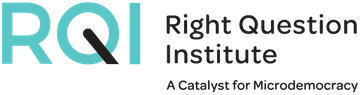 RQI
Right Question
Institute
A Catalyst for Microdemocracy